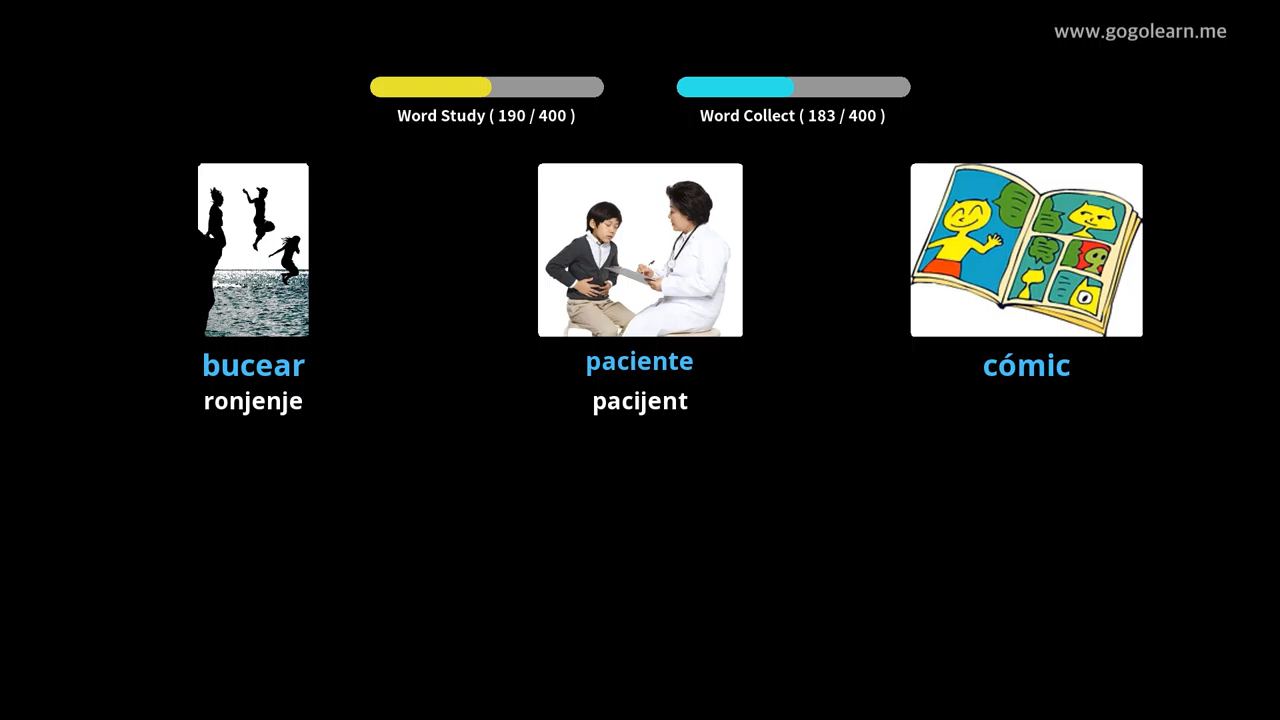 www.gogolearn.me
Word Study ( 190 / 400 )
Word Collect ( 183 / 400 )
bucear
ronjenje
paciente
pacijent
cómic